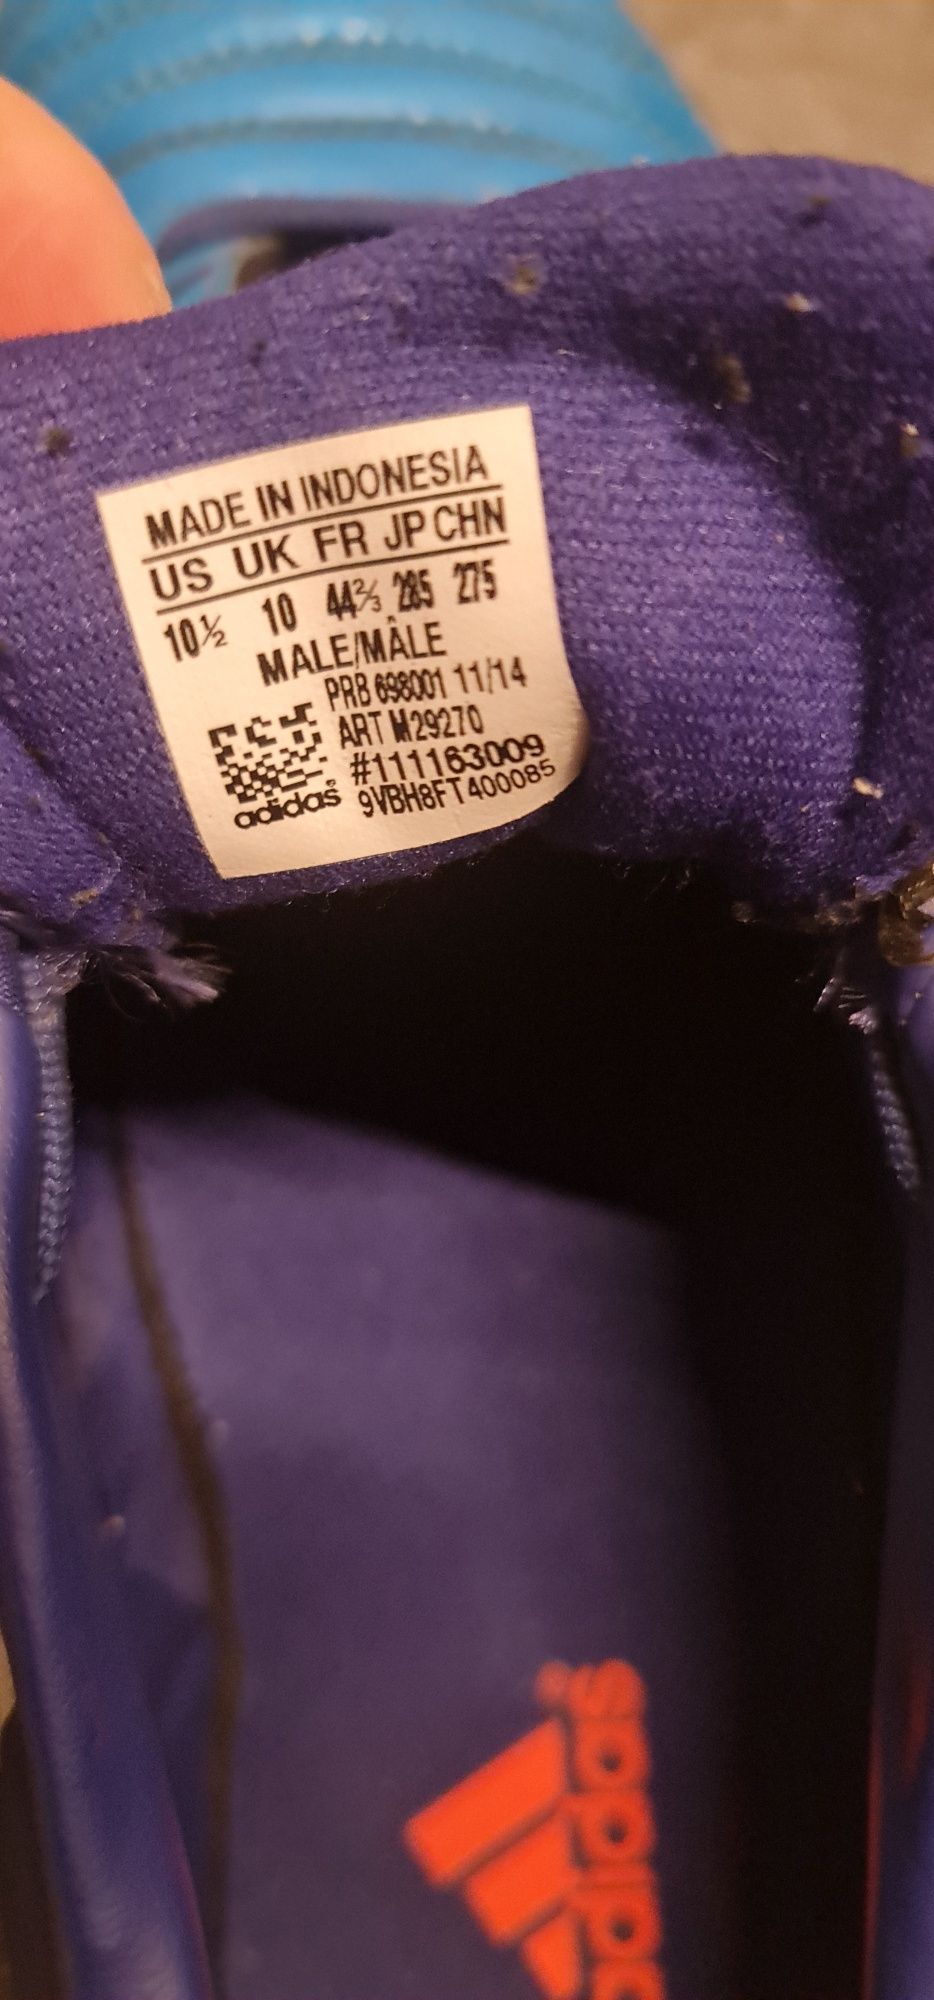 MADE IN INDONESIA
US UK FR JP CHN
10½ 10 44⅔ 285 275
MALE/MÂLE
PRB 698001 11/14
ART M29270
#111163009
9VBH8FT400085
adidas®
adidas®